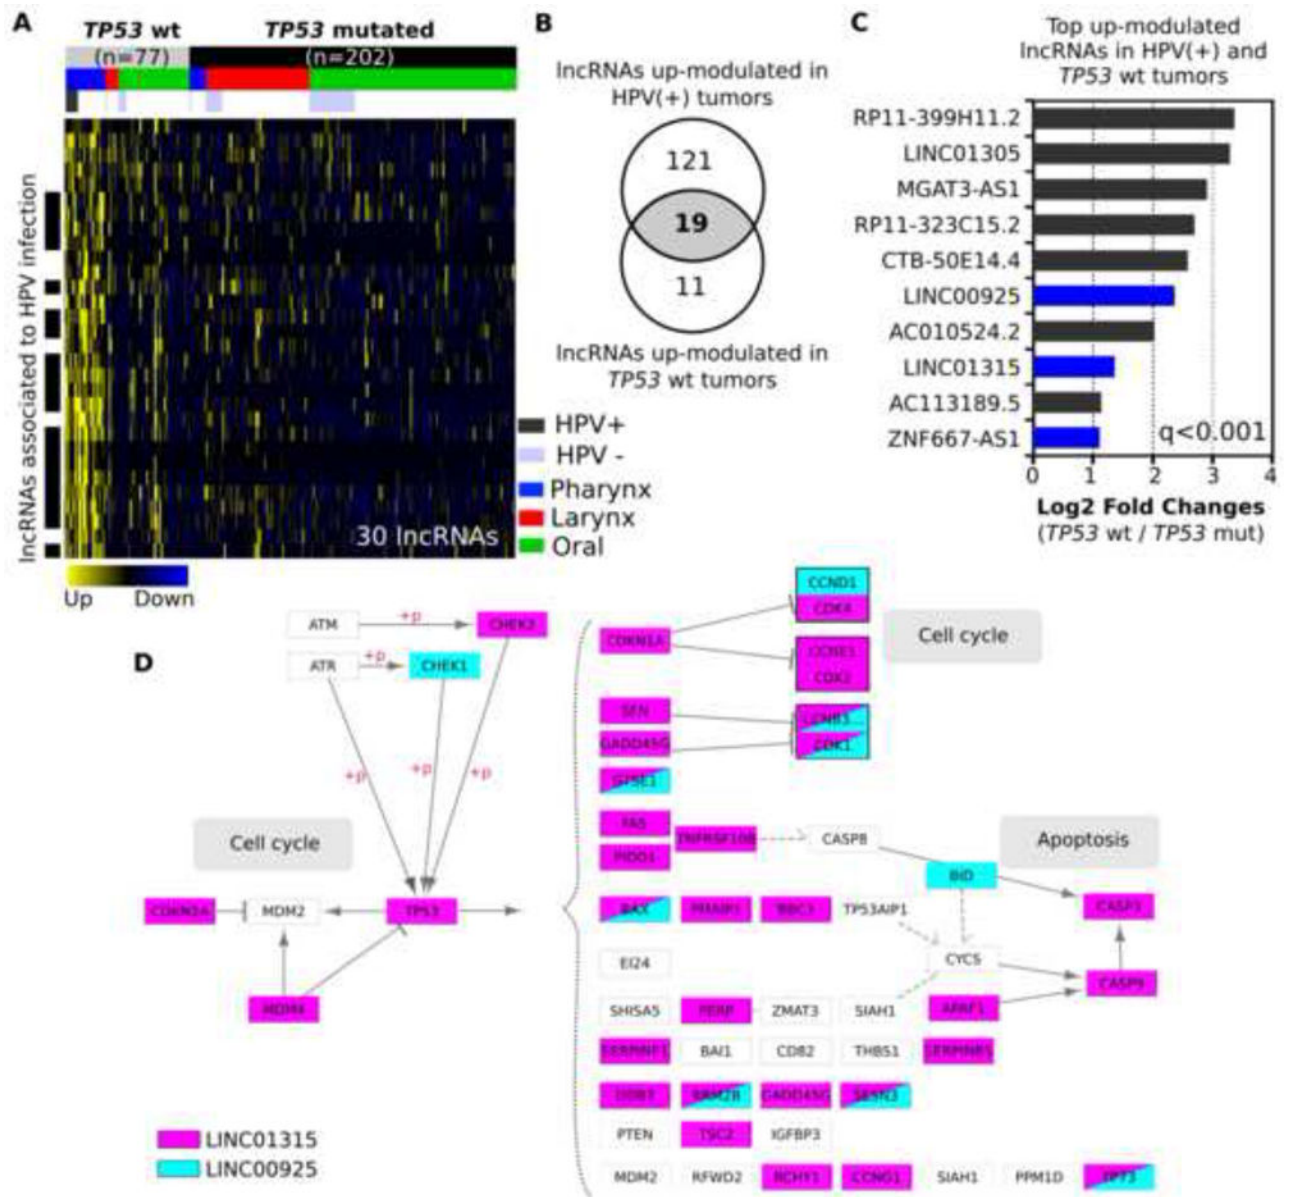 A
TP53 wt
(n=77)
TP53 mutated
(n=202)
lncRNAs associated to HPV infection
30 lncRNAs
Up
Down
HPV+
HPV -
Pharynx
Larynx
Oral
B
lncRNAs up-modulated in
HPV(+) tumors
121
19
11
lncRNAs up-modulated in
TP53 wt tumors
C
Top up-modulated
lncRNAs in HPV(+) and
TP53 wt tumors
RP11-399H11.2
LINC01305
MGAT3-AS1
RP11-323C15.2
CTB-50E14.4
LINC00925
AC010524.2
LINC01315
AC113189.5
ZNF667-AS1
q<0.001
0 1 2 3 4
Log2 Fold Changes
(TP53 wt / TP53 mut)
D
ATM
+p
CHEK2
ATR
+p
CHEK1
+p
+p
+p
Cell cycle
CDKN2A
MDM2
TP53
MDM4
CDKN1A
CCND1
CDK4
CCNE1
CDK2
Cell cycle
SFN
GADD45G
CCNB3
CDK1
GTSE1
FAS
PIDD1
TNFRSF10B
CASP8
Apoptosis
BID
CASP3
BAX
PMAIP1
BBC3
TP53AIP1
EI24
CYCS
CASP9
SHISA5
PERP
ZMAT3
SIAH1
APAF1
BAI1
CD82
THBS1
DDB2
RRM2B
GADD45G
SESN3
PTEN
TSC2
IGFBP3
MDM2
RFWD2
RCHY1
CCNG1
SIAH1
PPM1D
TP73
LINC01315
LINC00925